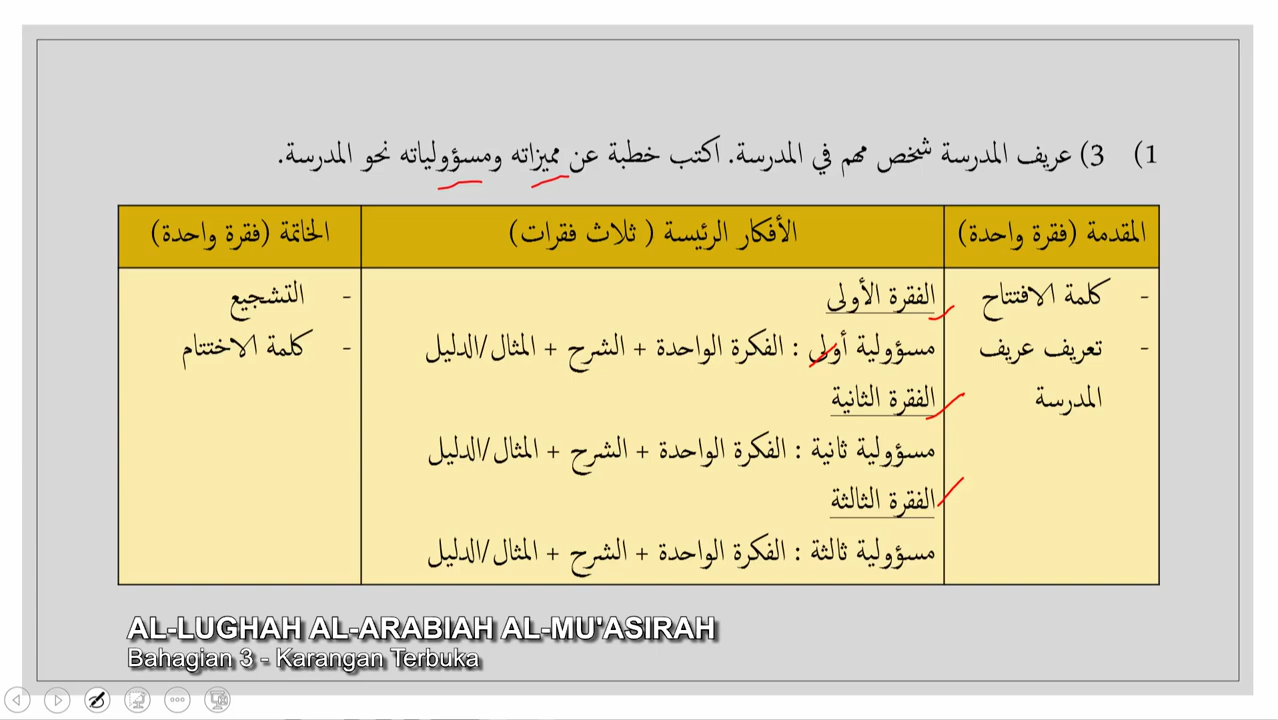 1) 3) عريف المدرسة شخص مهم في المدرسة. اكتب خطبة عن مميزاته ومسؤولياته نحو المدرسة.
المقدمة (فقرة واحدة)
الأفكار الرئيسة ( ثلاث فقرات)
الخاتمة (فقرة واحدة)
- كلمة الافتتاح
- تعريف عريف
المدرسة
الفقرة الأولى
مسؤولية أولى : الفكرة الواحدة + الشرح + المثال/الدليل
الفقرة الثانية
مسؤولية ثانية : الفكرة الواحدة + الشرح + المثال/الدليل
الفقرة الثالثة
مسؤولية ثالثة : الفكرة الواحدة + الشرح + المثال/الدليل
- التشجيع
- كلمة الاختتام
AL-LUGHAH AL-ARABIAH AL-MU'ASIRAH
Bahagian 3 - Karangan Terbuka